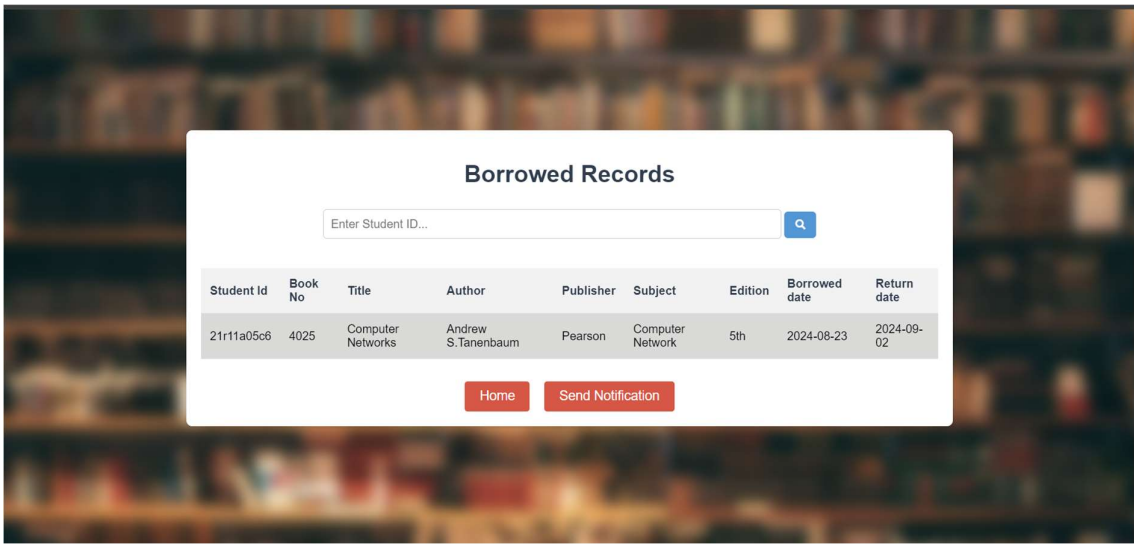 Borrowed Records
Enter Student ID...
Student Id Book No Title Author Publisher Subject Edition Borrowed date Return date
21r11a05c6 4025 Computer Networks Andrew S.Tanenbaum Pearson Computer Network 5th 2024-08-23 2024-09-02
Home Send Notification